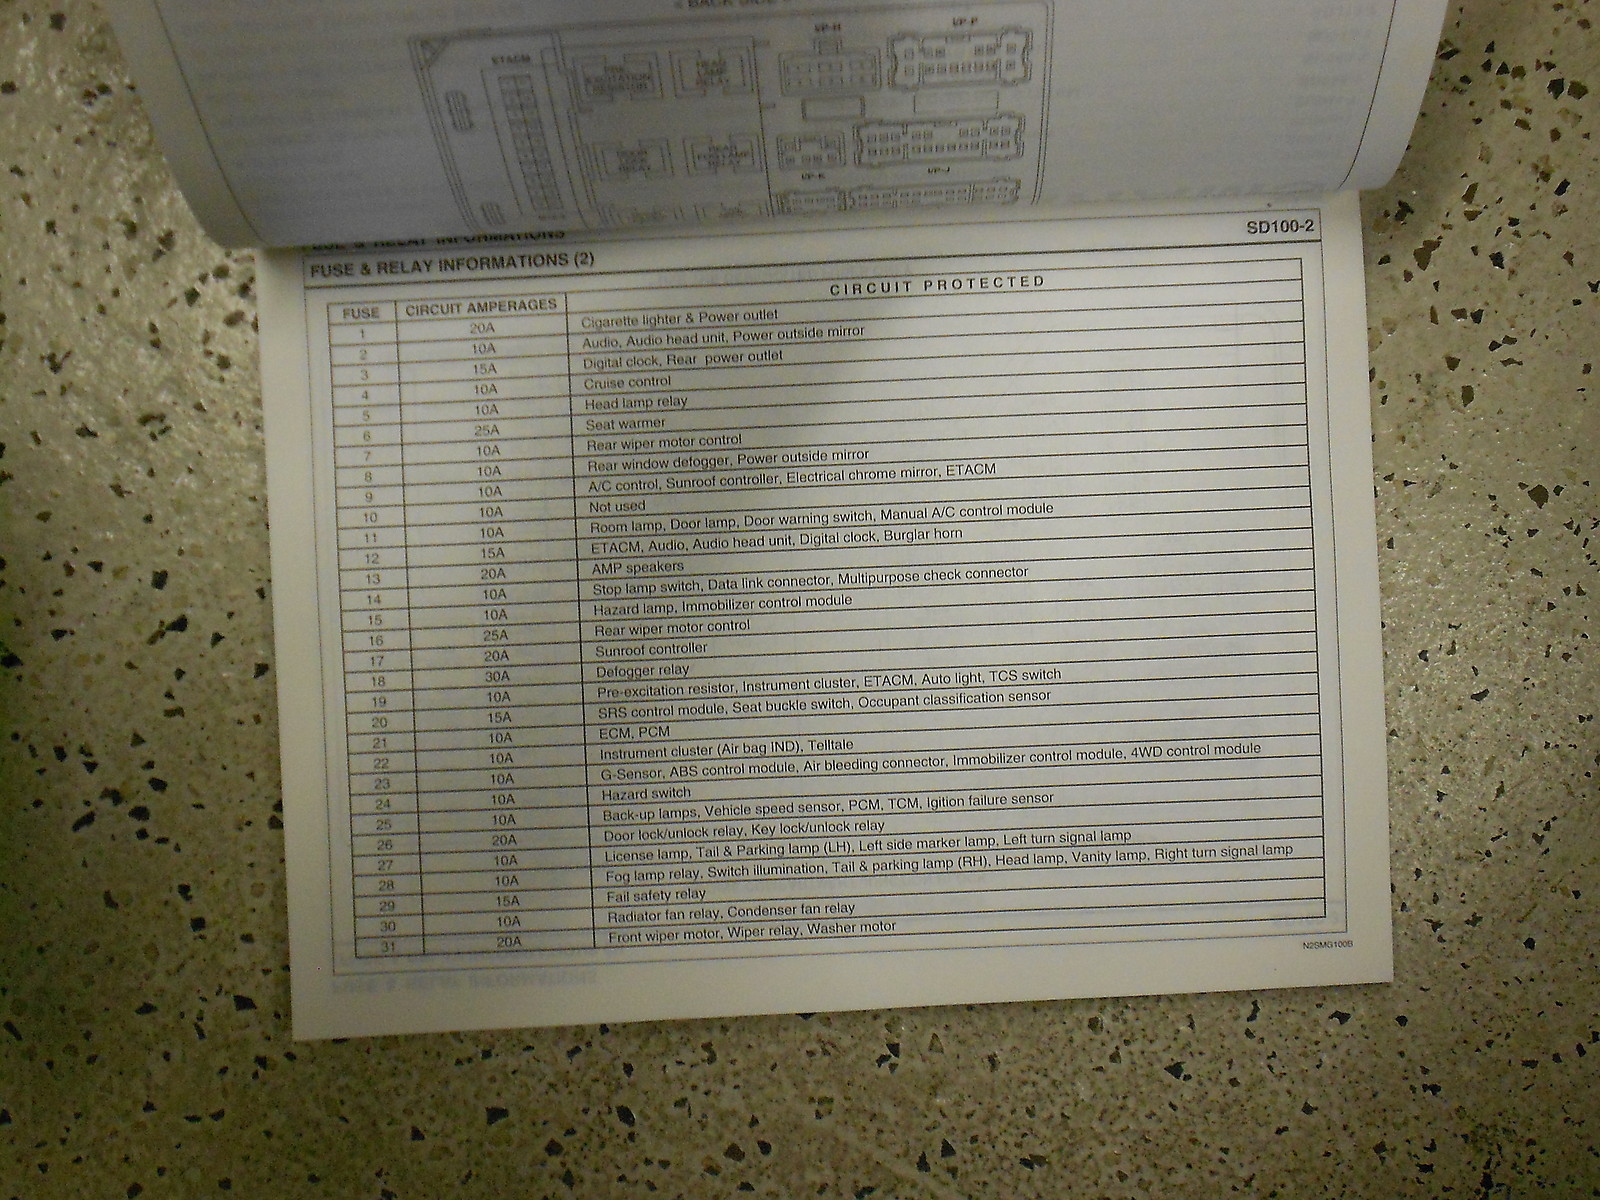 < BACK SIDE >
ETACM
PRE EXCITATION RESISTOR
HEAD LAMP RELAY
I/P-H
I/P-P
I/P-K
I/P-J
FUSE & RELAY INFORMATIONS
SD100-2
FUSE & RELAY INFORMATIONS (2)
FUSE CIRCUIT AMPERAGES CIRCUIT PROTECTED
1 20A Cigarette lighter & Power outlet
2 10A Audio, Audio head unit, Power outside mirror
3 15A Digital clock, Rear power outlet
4 10A Cruise control
5 10A Head lamp relay
6 25A Seat warmer
7 10A Rear wiper motor control
8 10A Rear window defogger, Power outside mirror
9 10A A/C control, Sunroof controller, Electrical chrome mirror, ETACM
10 10A Not used
11 10A Room lamp, Door lamp, Door warning switch, Manual A/C control module
12 15A ETACM, Audio, Audio head unit, Digital clock, Burglar horn
13 20A AMP speakers
14 10A Stop lamp switch, Data link connector, Multipurpose check connector
15 10A Hazard lamp, Immobilizer control module
16 25A Rear wiper motor control
17 20A Sunroof controller
18 30A Defogger relay
19 10A Pre-excitation resistor, Instrument cluster, ETACM, Auto light, TCS switch
20 15A SRS control module, Seat buckle switch, Occupant classification sensor
21 10A ECM, PCM
22 10A Instrument cluster (Air bag IND), Telltale
23 10A G-Sensor, ABS control module, Air bleeding connector, Immobilizer control module, 4WD control module
24 10A Hazard switch
25 10A Back-up lamps, Vehicle speed sensor, PCM, TCM, Igition failure sensor
26 20A Door lock/unlock relay, Key lock/unlock relay
27 10A License lamp, Tail & Parking lamp (LH), Left side marker lamp, Left turn signal lamp
28 10A Fog lamp relay, Switch illumination, Tail & parking lamp (RH), Head lamp, Vanity lamp, Right turn signal lamp
29 15A Fail safety relay
30 10A Radiator fan relay, Condenser fan relay
31 20A Front wiper motor, Wiper relay, Washer motor
N2SMG100B